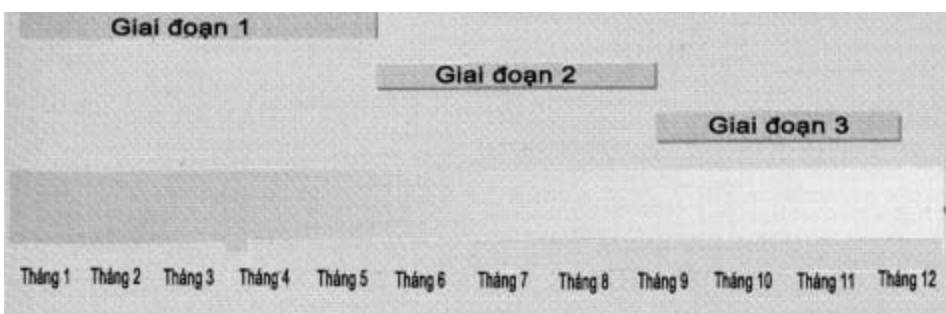 Giai đoạn 1
Giai đoạn 2
Giai đoạn 3
Tháng 1 Tháng 2 Tháng 3 Tháng 4 Tháng 5 Tháng 6 Tháng 7 Tháng 8 Tháng 9 Tháng 10 Tháng 11 Tháng 12